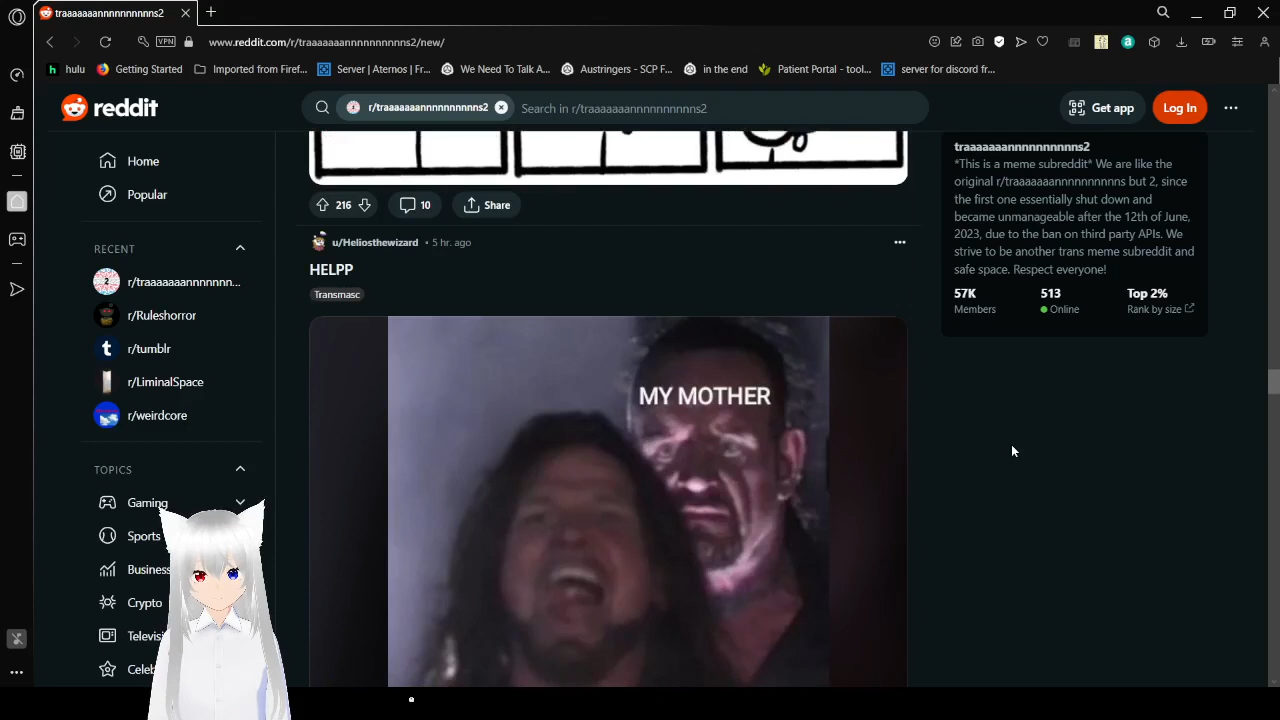 traaaaaaannnnnnnnnns2
VPN
www.reddit.com/r/traaaaaaannnnnnnnnns2/new/
hulu
Getting Started
Imported from Firef...
Server | Aternos | Fr...
We Need To Talk A...
Austringers - SCP F...
in the end
Patient Portal - tool...
server for discord fr...
reddit
r/traaaaaaannnnnnnnnns2
Search in r/traaaaaaannnnnnnnnns2
Get app
Log In
Home
Popular
RECENT
r/traaaaaaannnnnnn...
r/Ruleshorror
r/tumblr
r/LiminalSpace
r/weirdcore
TOPICS
Gaming
Sports
Business
Crypto
Televisi
Celeb
216
10
Share
u/Heliosthewizard • 5 hr. ago
HELPP
Transmasc
MY MOTHER
traaaaaaannnnnnnnnns2
*This is a meme subreddit* We are like the
original r/traaaaaaannnnnnnnnns but 2, since
the first one essentially shut down and
became unmanageable after the 12th of June,
2023, due to the ban on third party APIs. We
strive to be another trans meme subreddit and
safe space. Respect everyone!
57K
Members
513
Online
Top 2%
Rank by size